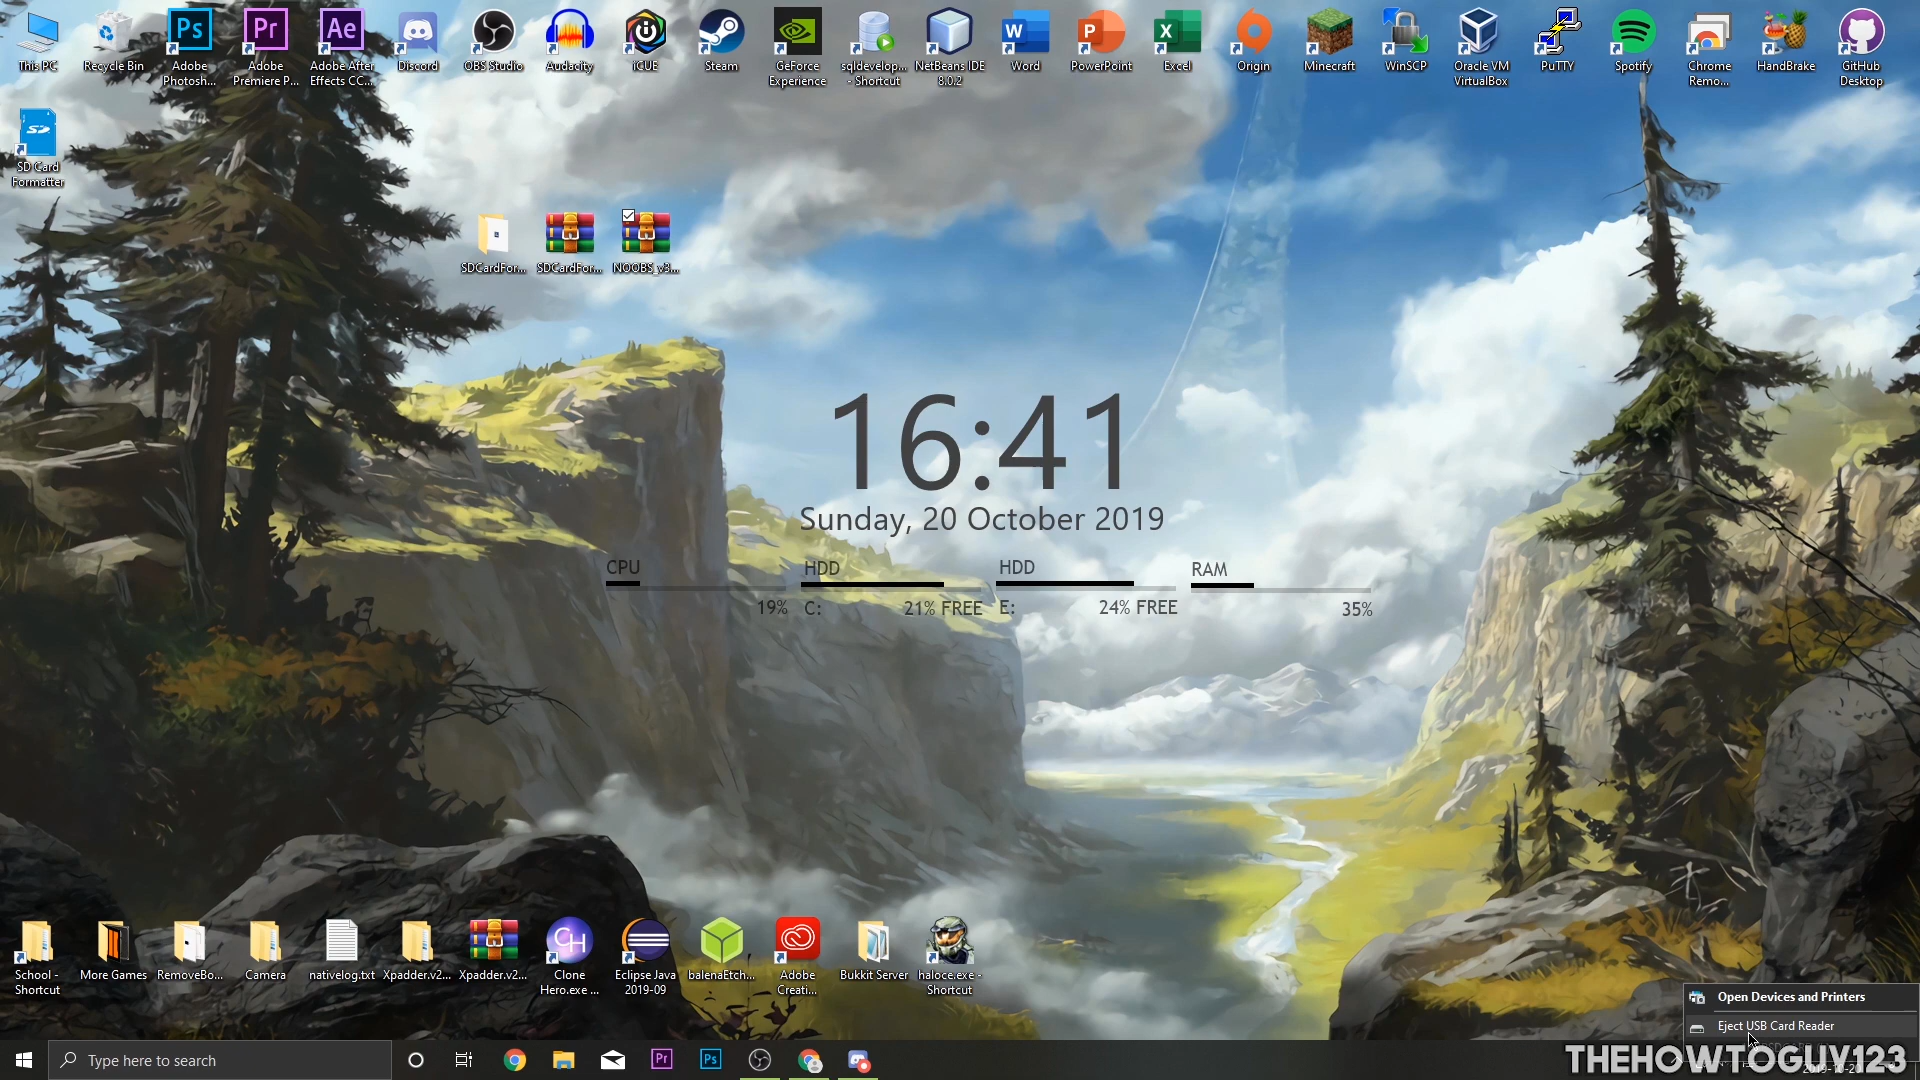 This PC
Recycle Bin
Adobe Photosh...
Adobe Premiere P...
Adobe After Effects CC...
Discord
OBS Studio
Audacity
iCUE
Steam
GeForce Experience
sqldevelop... - Shortcut
NetBeans IDE 8.0.2
Word
PowerPoint
Excel
Origin
Minecraft
WinSCP
Oracle VM VirtualBox
PuTTY
Spotify
Chrome Remo...
HandBrake
GitHub Desktop
SD Card Formatter
SDCardFor...
SDCardFor...
NOOBS_v3...
16:41
Sunday, 20 October 2019
CPU
19%
HDD
C: 21% FREE
HDD
E: 24% FREE
RAM
35%
School - Shortcut
More Games
RemoveBo...
Camera
nativelog.txt
Xpadder.v2...
Xpadder.v2...
Clone Hero.exe ...
Eclipse Java 2019-09
balenaEtch...
Adobe Creati...
Bukkit Server
haloce.exe - Shortcut
Open Devices and Printers
Eject USB Card Reader
Type here to search
THEHOWTOGUY123